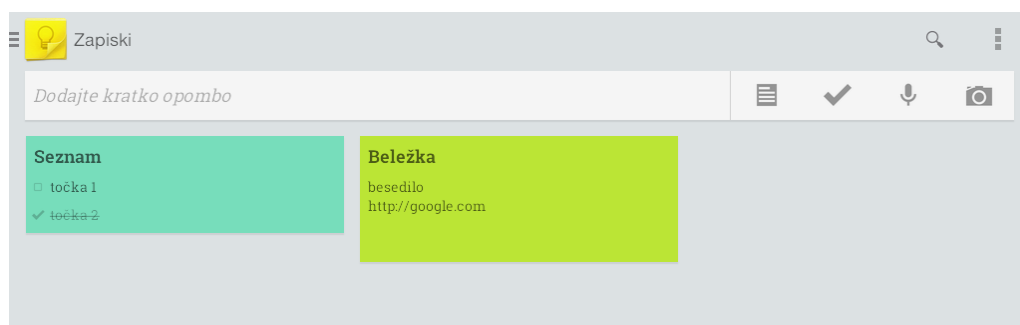 Zapiski
Dodajte kratko opombo
Seznam
točka 1
točka 2
Beležka
besedilo
http://google.com